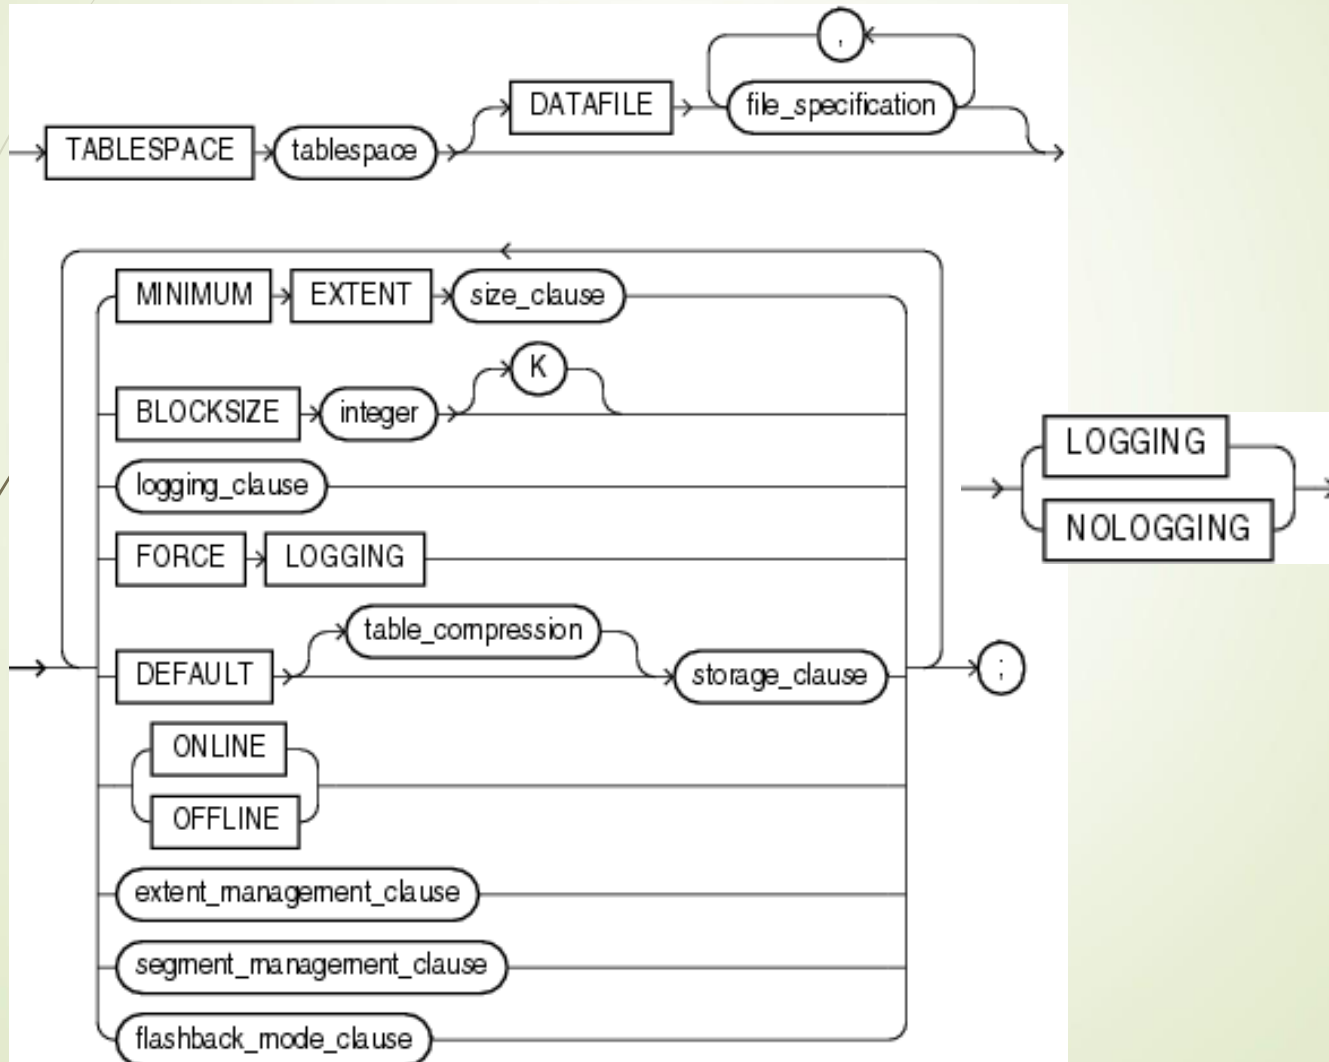 ,
DATAFILE file_specification
TABLESPACE tablespace
MINIMUM EXTENT size_clause
K
BLOCKSIZE integer
logging_clause
FORCE LOGGING
table_compression
DEFAULT storage_clause ;
ONLINE
OFFLINE
extent_management_clause
segment_management_clause
flashback_mode_clause
LOGGING
NOLOGGING